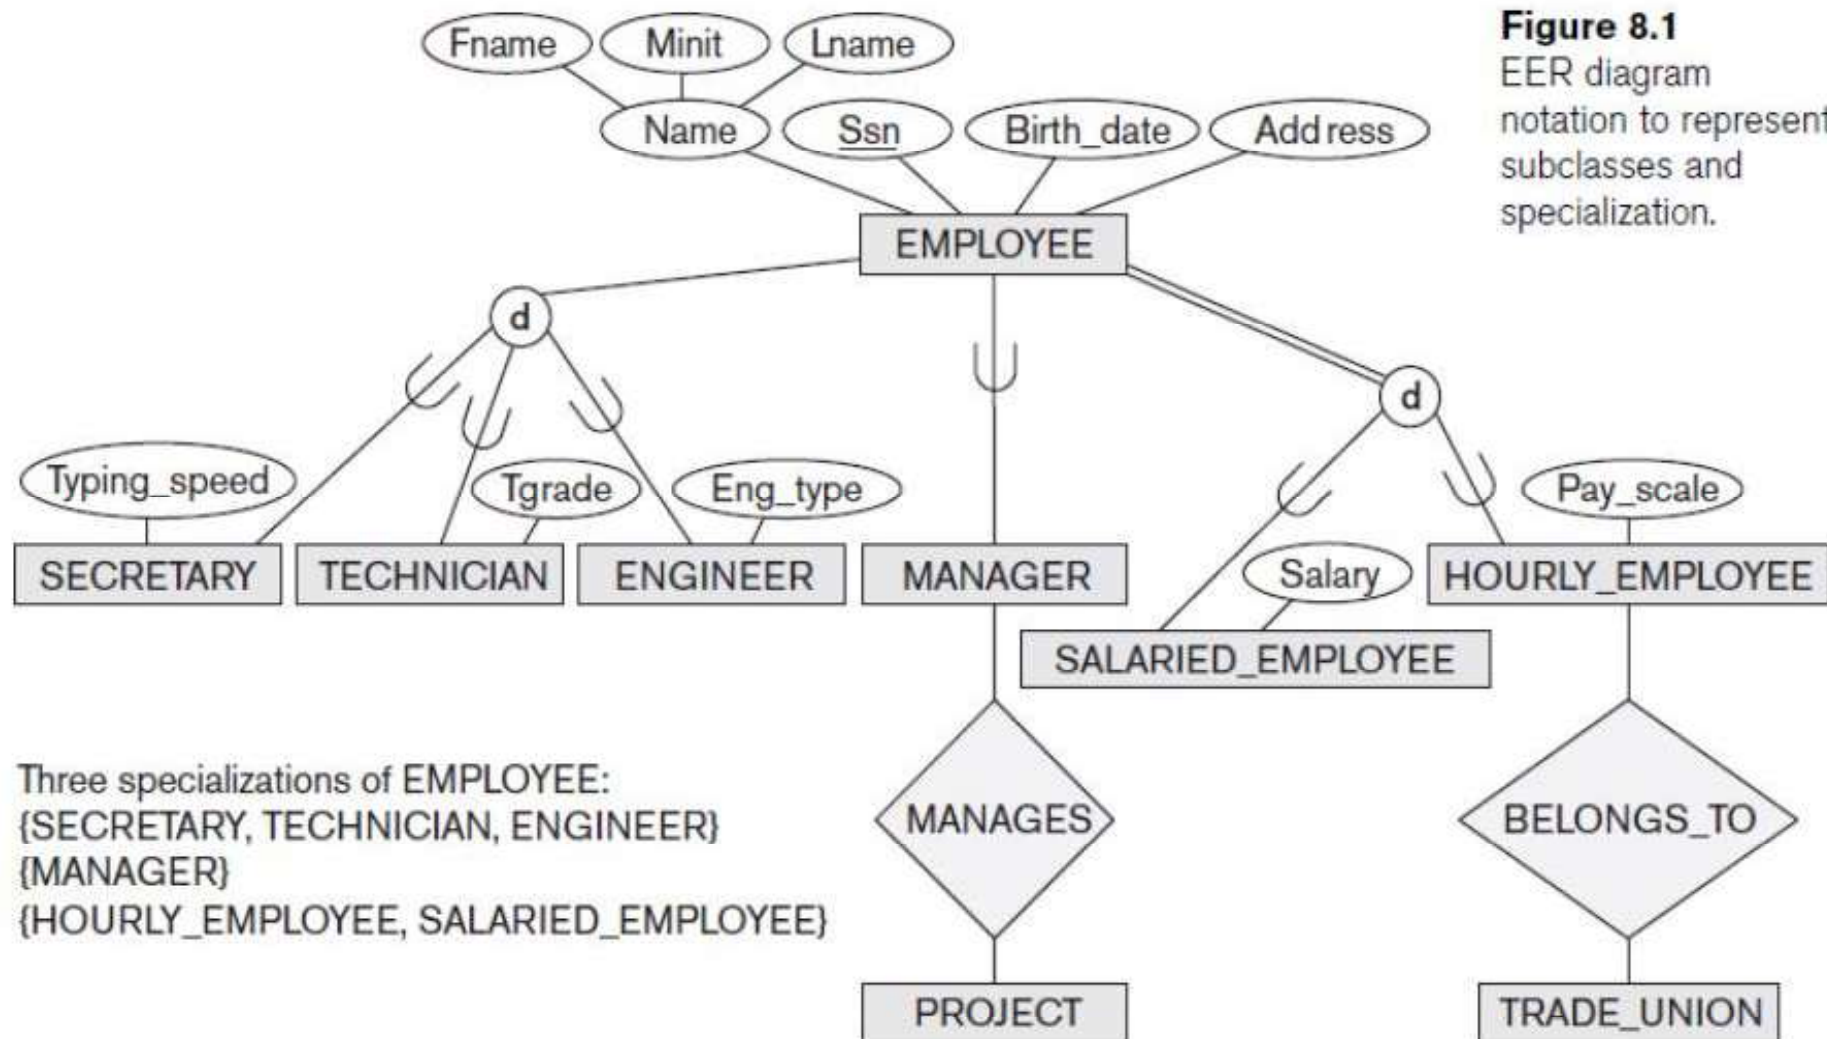 Figure 8.1
EER diagram
notation to represent
subclasses and
specialization.
Fname
Minit
Lname
Name
Ssn
Birth_date
Address
EMPLOYEE
d
d
Typing_speed
Tgrade
Eng_type
Pay_scale
SECRETARY
TECHNICIAN
ENGINEER
MANAGER
Salary
HOURLY_EMPLOYEE
SALARIED_EMPLOYEE
Three specializations of EMPLOYEE:
{SECRETARY, TECHNICIAN, ENGINEER}
{MANAGER}
{HOURLY_EMPLOYEE, SALARIED_EMPLOYEE}
MANAGES
BELONGS_TO
PROJECT
TRADE_UNION